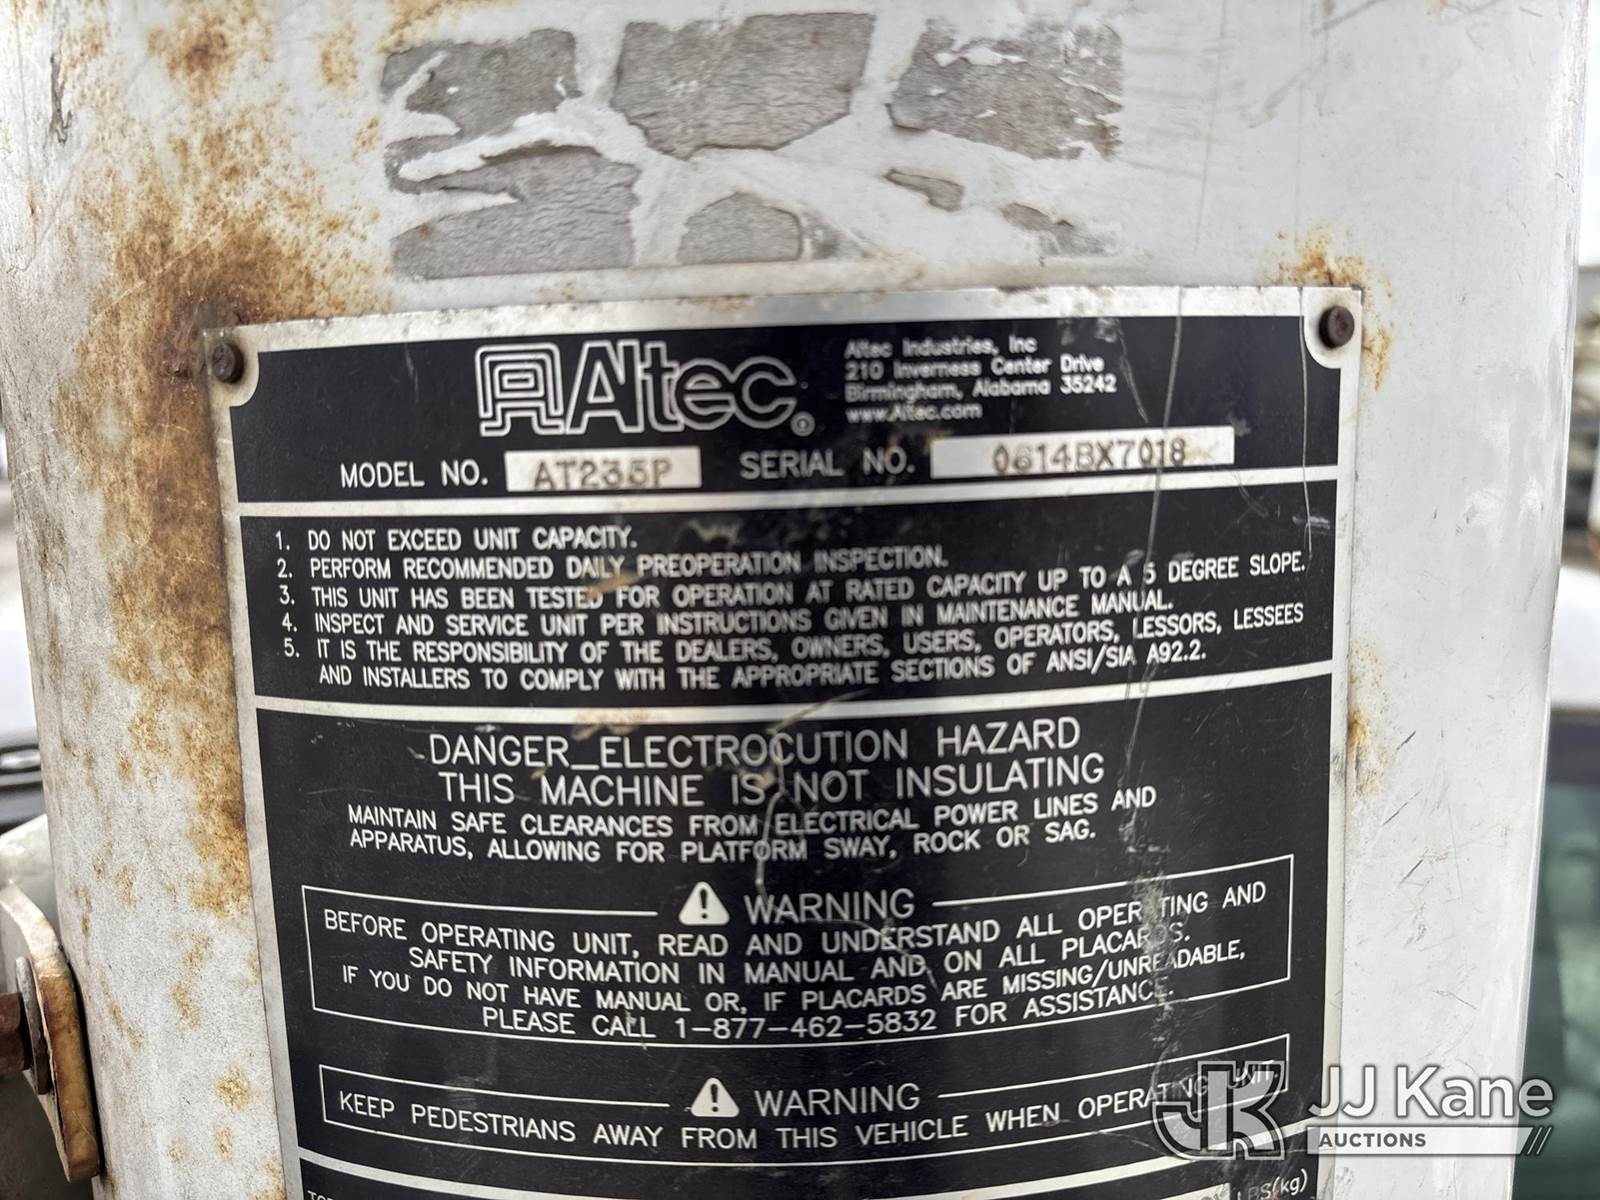 Altec®
Altec Industries, Inc
210 Inverness Center Drive
Birmingham, Alabama 35242
www.Altec.com
MODEL NO. AT235P SERIAL NO. 0614BX7018
1. DO NOT EXCEED UNIT CAPACITY.
2. PERFORM RECOMMENDED DAILY PREOPERATION INSPECTION.
3. THIS UNIT HAS BEEN TESTED FOR OPERATION AT RATED CAPACITY UP TO A 5 DEGREE SLOPE.
4. INSPECT AND SERVICE UNIT PER INSTRUCTIONS GIVEN IN MAINTENANCE MANUAL.
5. IT IS THE RESPONSIBILITY OF THE DEALERS, OWNERS, USERS, OPERATORS, LESSORS, LESSEES
AND INSTALLERS TO COMPLY WITH THE APPROPRIATE SECTIONS OF ANSI/SIA A92.2.
DANGER_ELECTROCUTION HAZARD
THIS MACHINE IS NOT INSULATING
MAINTAIN SAFE CLEARANCES FROM ELECTRICAL POWER LINES AND
APPARATUS, ALLOWING FOR PLATFORM SWAY, ROCK OR SAG.
WARNING
BEFORE OPERATING UNIT, READ AND UNDERSTAND ALL OPERATING AND
SAFETY INFORMATION IN MANUAL AND ON ALL PLACARDS.
IF YOU DO NOT HAVE MANUAL OR, IF PLACARDS ARE MISSING/UNREADABLE,
PLEASE CALL 1-877-462-5832 FOR ASSISTANCE.
WARNING
KEEP PEDESTRIANS AWAY FROM THIS VEHICLE WHEN OPERATING UNIT.
LBS(kg)
JK JJ Kane
AUCTIONS